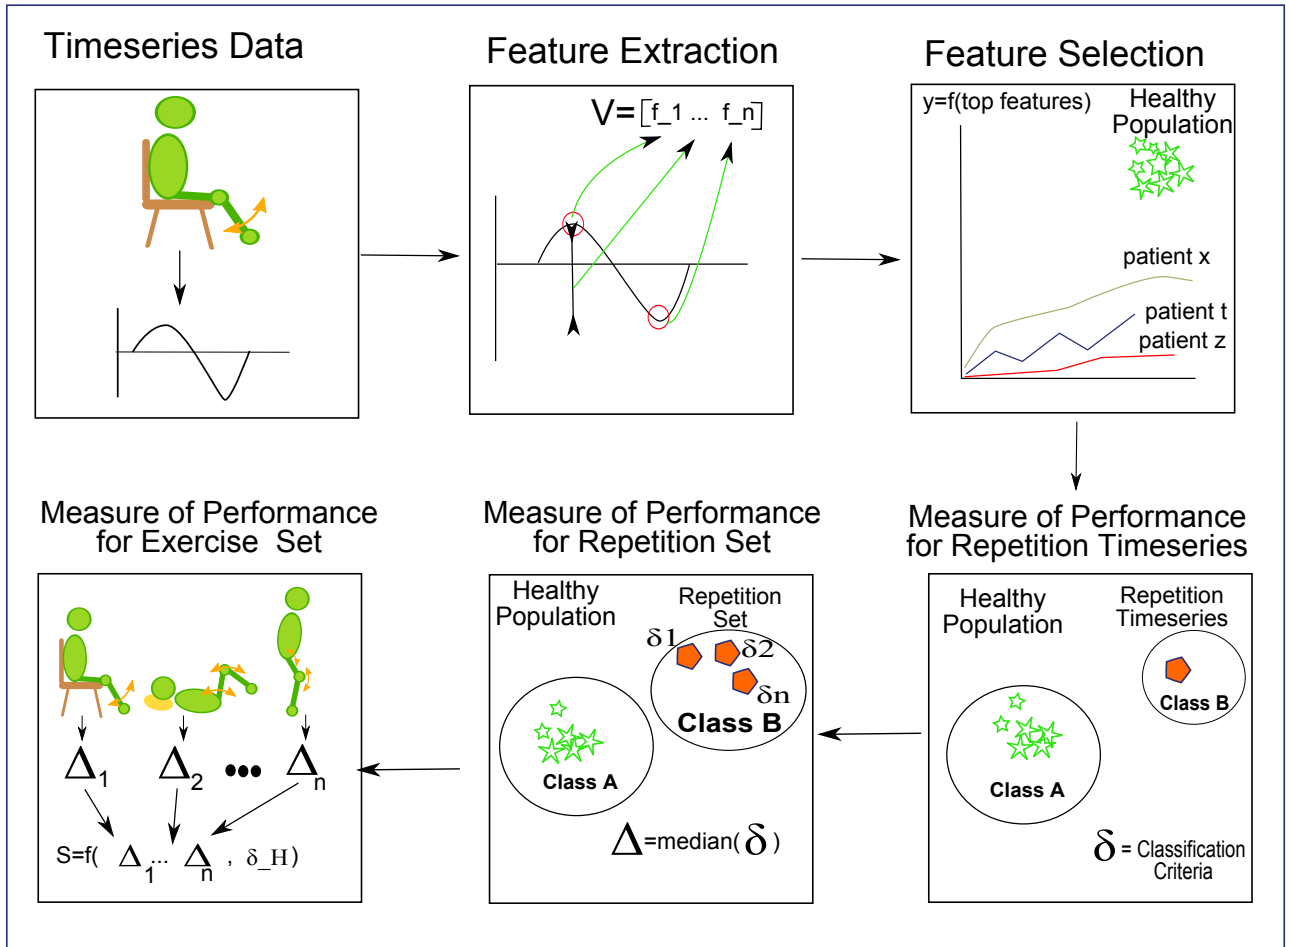 Timeseries Data
Feature Extraction
V=[f_1 ... f_n]
Feature Selection
y=f(top features)
Healthy
Population
patient x
patient t
patient z
Measure of Performance
for Repetition Timeseries
Healthy
Population
Repetition
Timeseries
Class B
Class A
δ = Classification
Criteria
Measure of Performance
for Repetition Set
Healthy
Population
Repetition
Set
δ1
δ2
δn
Class B
Class A
Δ=median(δ)
Measure of Performance
for Exercise Set
Δ1 Δ2 ••• Δn
S=f( Δ1... Δn , δ_H)